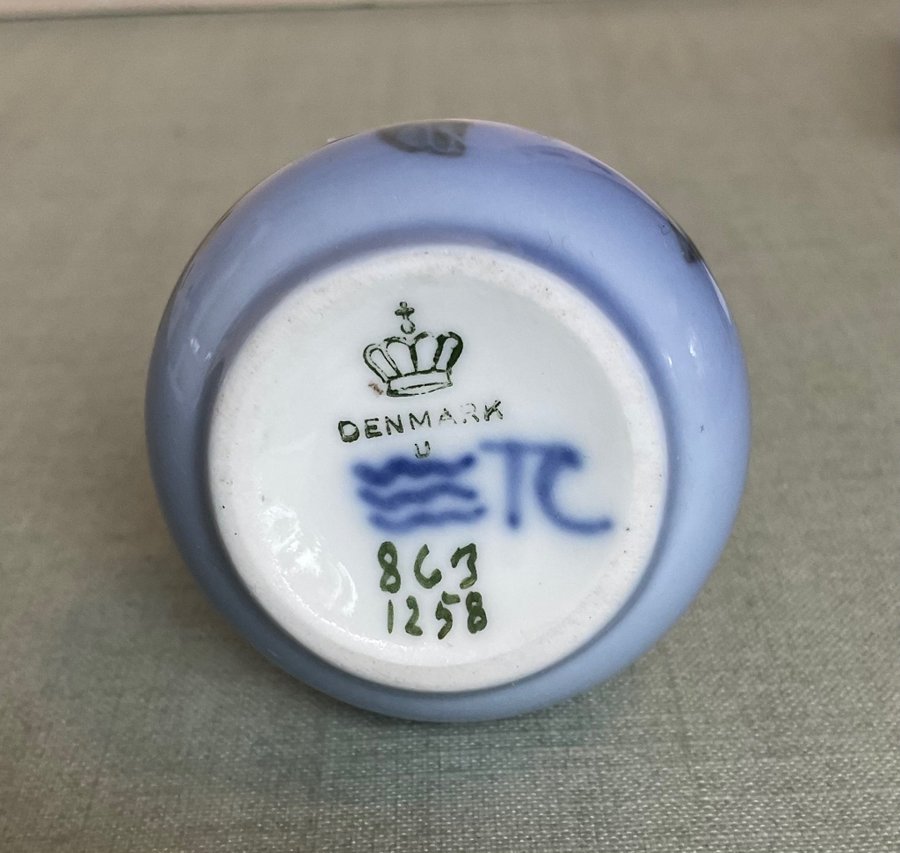 DENMARK
U
TC
863
1258